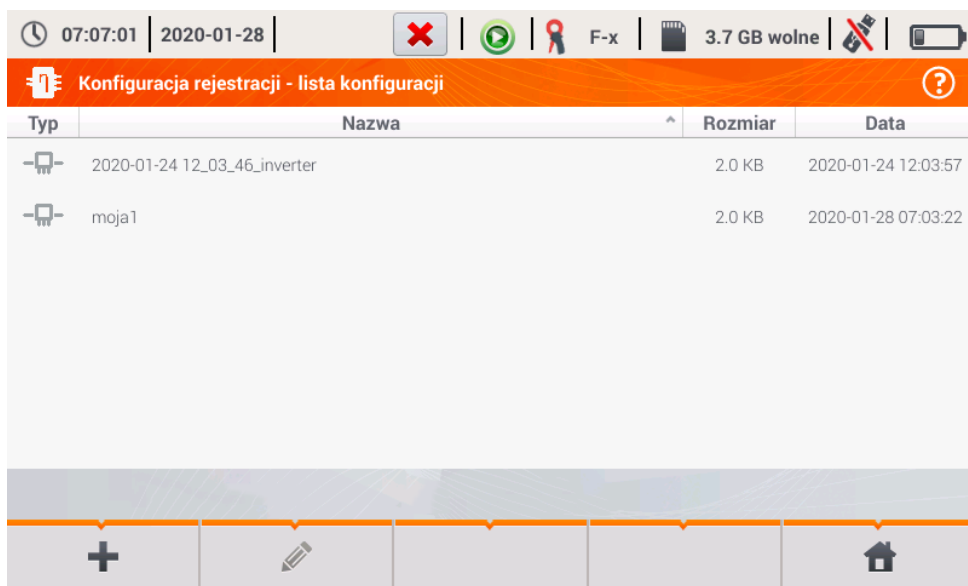 07:07:01 2020-01-28 F-x 3.7 GB wolne
Konfiguracja rejestracji - lista konfiguracji ?
Typ Nazwa Rozmiar Data
2020-01-24 12_03_46_inverter 2.0 KB 2020-01-24 12:03:57
moja1 2.0 KB 2020-01-28 07:03:22